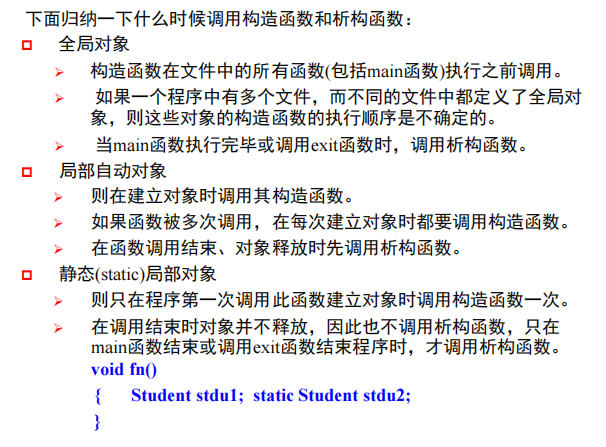 下面归纳一下什么时候调用构造函数和析构函数：
全局对象
构造函数在文件中的所有函数(包括main函数)执行之前调用。
如果一个程序中有多个文件，而不同的文件中都定义了全局对
象，则这些对象的构造函数的执行顺序是不确定的。
当main函数执行完毕或调用exit函数时，调用析构函数。
局部自动对象
则在建立对象时调用其构造函数。
如果函数被多次调用，在每次建立对象时都要调用构造函数。
在函数调用结束、对象释放时先调用析构函数。
静态(static)局部对象
则只在程序第一次调用此函数建立对象时调用构造函数一次。
在调用结束时对象并不释放，因此也不调用析构函数，只在
main函数结束或调用exit函数结束程序时，才调用析构函数。
void fn()
{ Student stdu1; static Student stdu2;
}